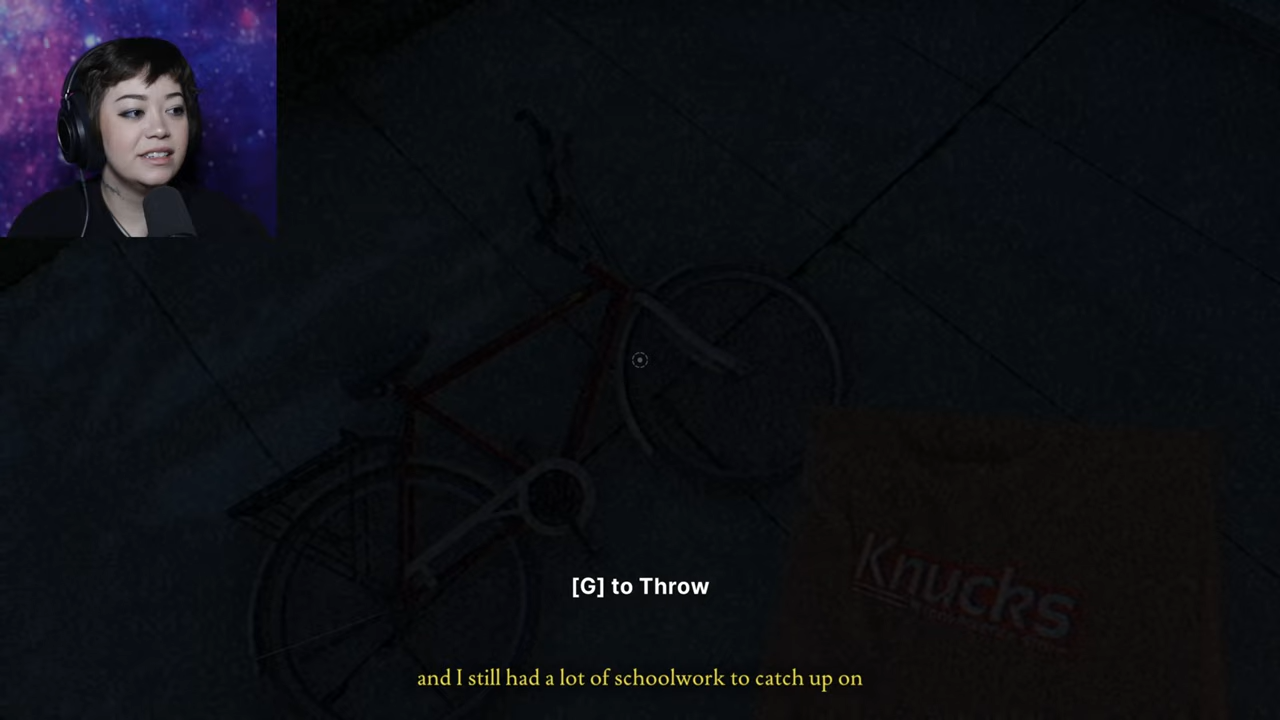 [G] to Throw
Knucks
and I still had a lot of schoolwork to catch up on